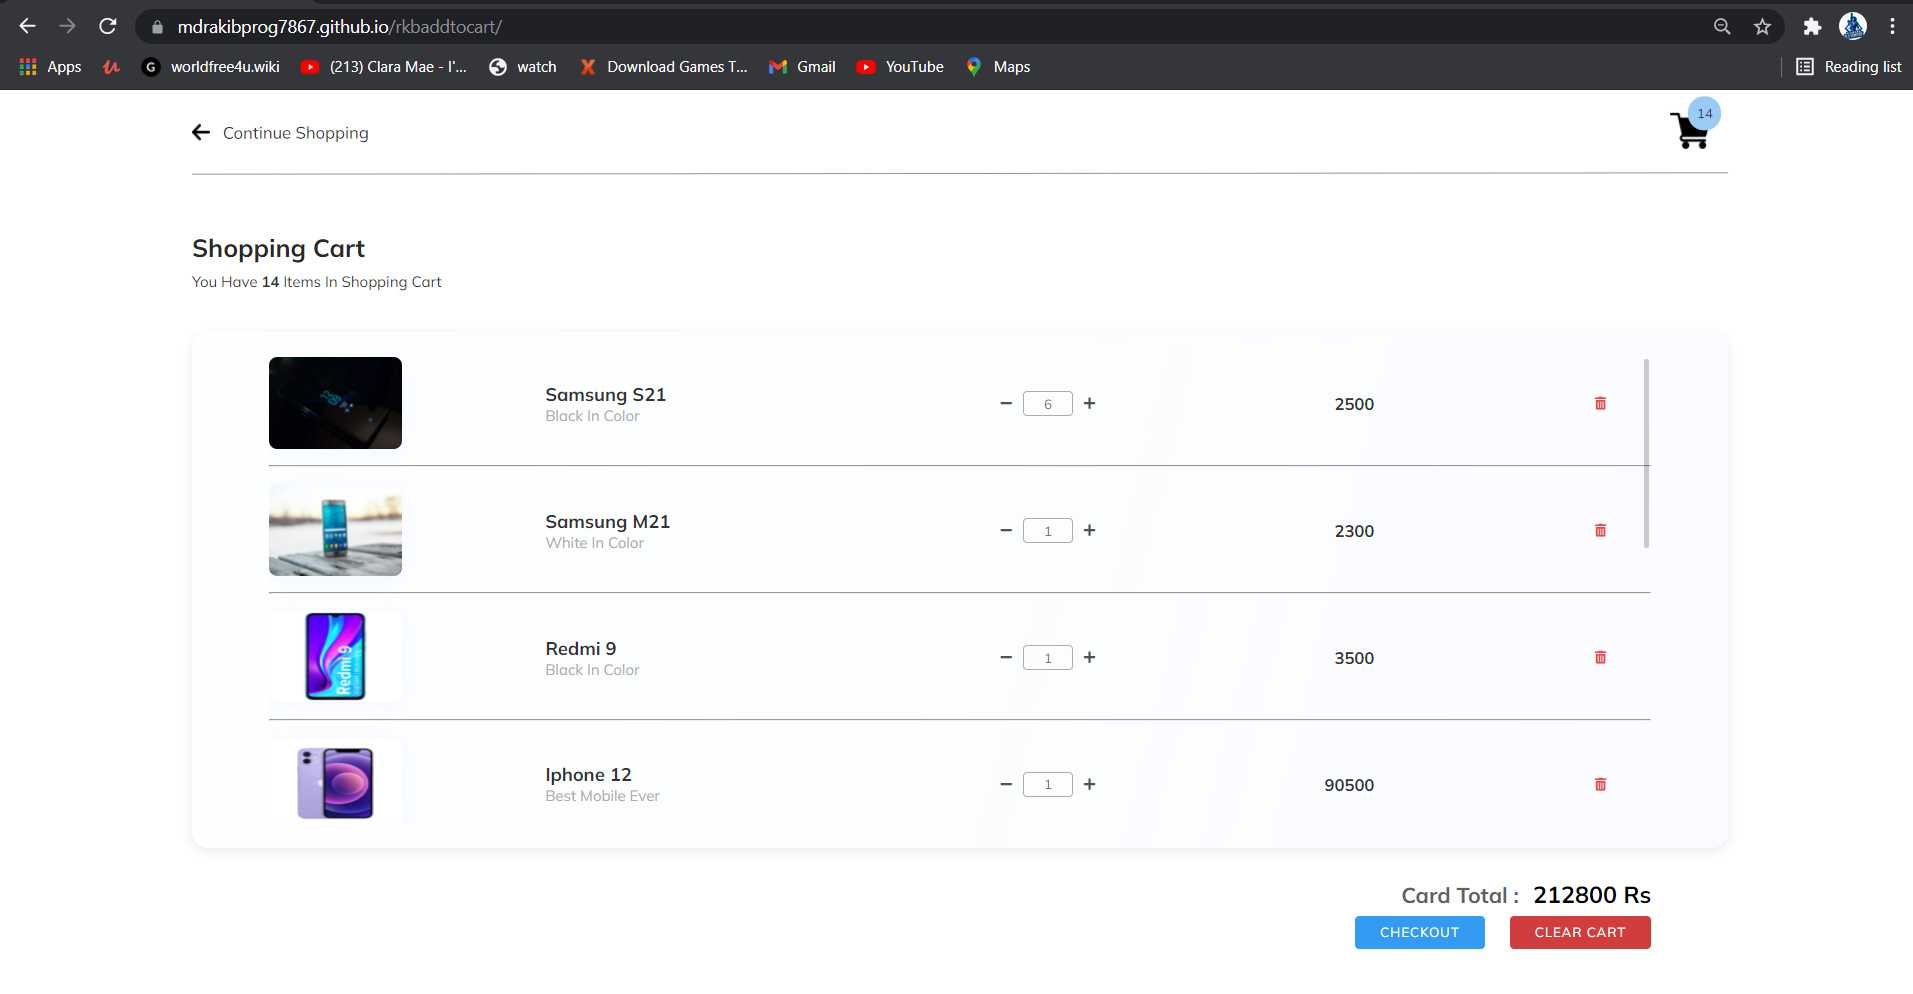 mdrakibprog7867.github.io/rkbaddtocart/
Apps
G worldfree4u.wiki
(213) Clara Mae - I'...
watch
Download Games T...
Gmail
YouTube
Maps
Reading list
Continue Shopping
14
Shopping Cart
You Have 14 Items In Shopping Cart
Samsung S21
Black In Color
− 6 +
2500
Samsung M21
White In Color
− 1 +
2300
Redmi 9
Redmi 9
Black In Color
− 1 +
3500
Iphone 12
Best Mobile Ever
− 1 +
90500
Card Total : 212800 Rs
CHECKOUT
CLEAR CART